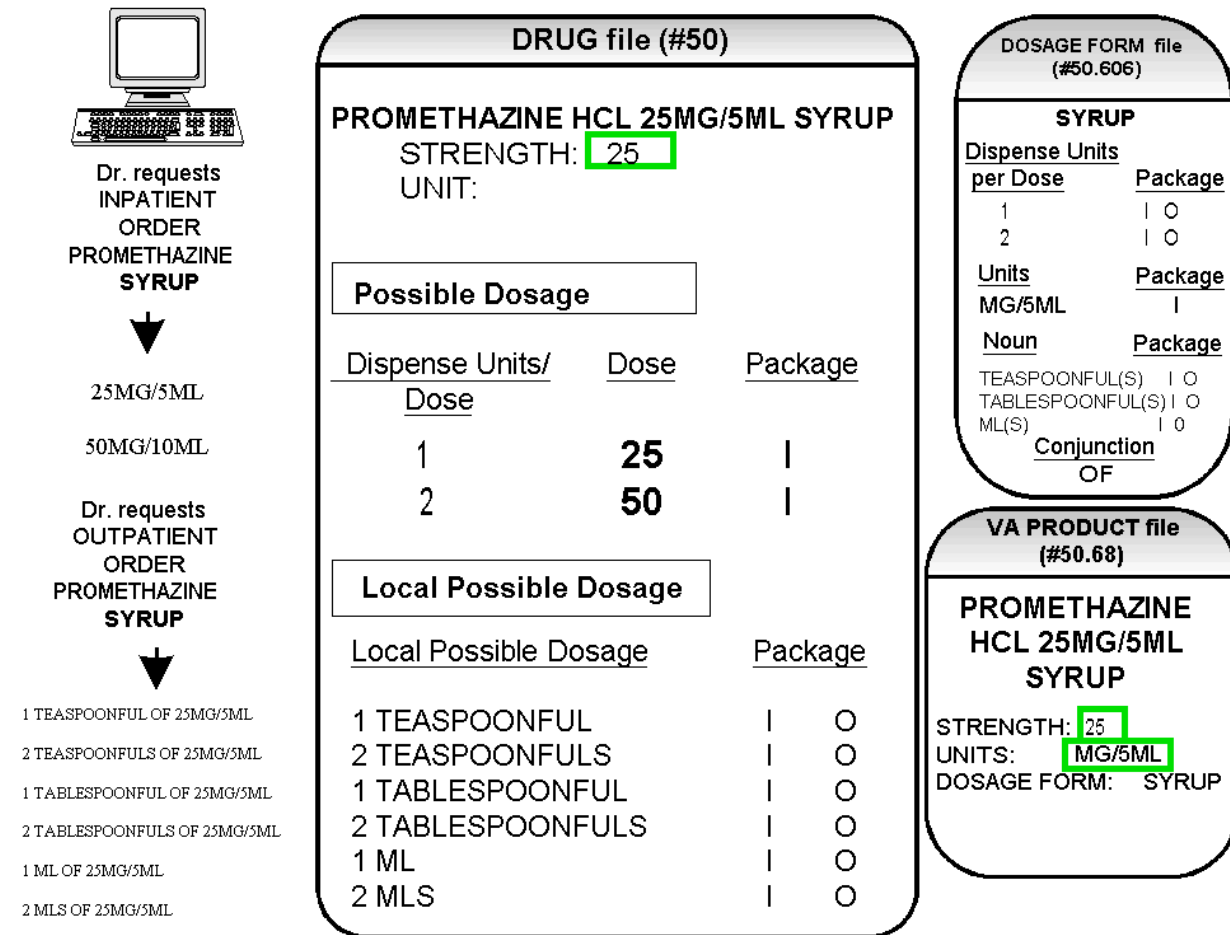 Dr. requests
INPATIENT
ORDER
PROMETHAZINE
SYRUP
25MG/5ML
50MG/10ML
Dr. requests
OUTPATIENT
ORDER
PROMETHAZINE
SYRUP
1 TEASPOONFUL OF 25MG/5ML
2 TEASPOONFULS OF 25MG/5ML
1 TABLESPOONFUL OF 25MG/5ML
2 TABLESPOONFULS OF 25MG/5ML
1 ML OF 25MG/5ML
2 MLS OF 25MG/5ML
DRUG file (#50)
PROMETHAZINE HCL 25MG/5ML SYRUP
STRENGTH: 25
UNIT:
Possible Dosage
Dispense Units/ Dose Package
Dose
1 25 I
2 50 I
Local Possible Dosage
Local Possible Dosage Package
1 TEASPOONFUL I O
2 TEASPOONFULS I O
1 TABLESPOONFUL I O
2 TABLESPOONFULS I O
1 ML I O
2 MLS I O
DOSAGE FORM file
(#50.606)
SYRUP
Dispense Units
per Dose Package
1 I O
2 I O
Units Package
MG/5ML I
Noun Package
TEASPOONFUL(S) I O
TABLESPOONFUL(S) I O
ML(S) I 0
Conjunction
OF
VA PRODUCT file
(#50.68)
PROMETHAZINE
HCL 25MG/5ML
SYRUP
STRENGTH: 25
UNITS: MG/5ML
DOSAGE FORM: SYRUP